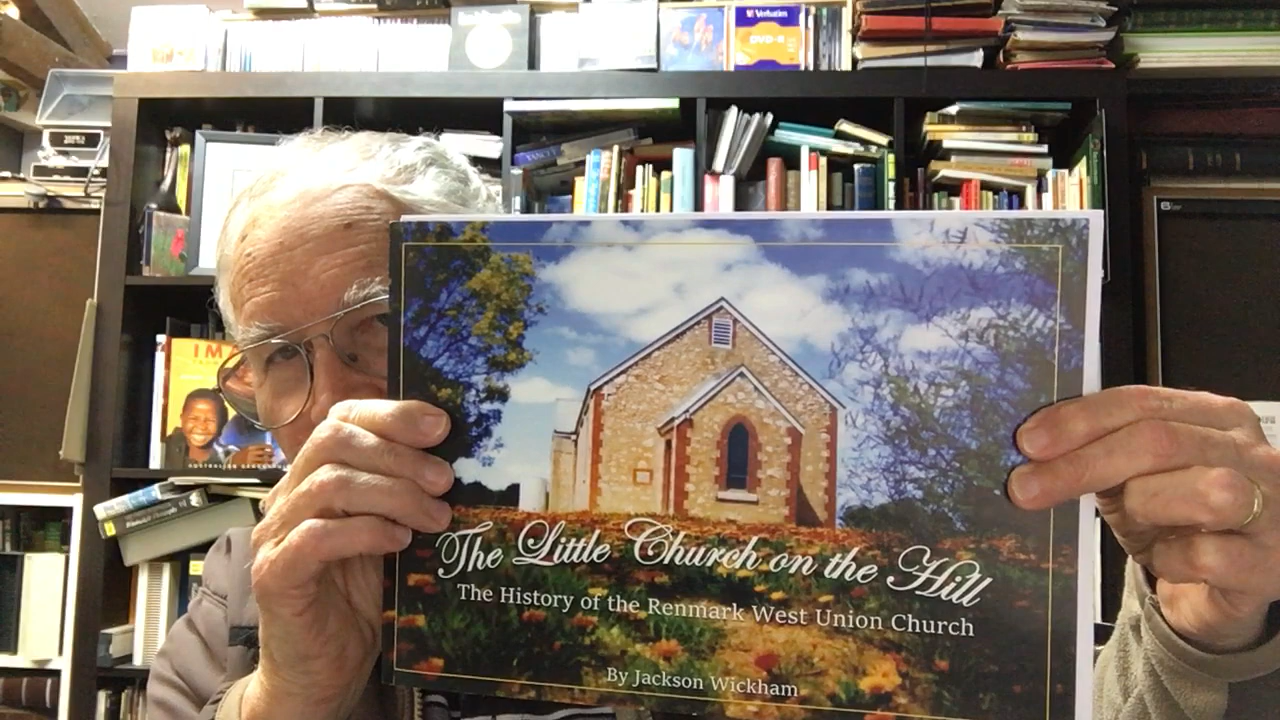 Verbatim
DVD-R
IMA
The Little Church on the Hill
The History of the Renmark West Union Church
By Jackson Wickham